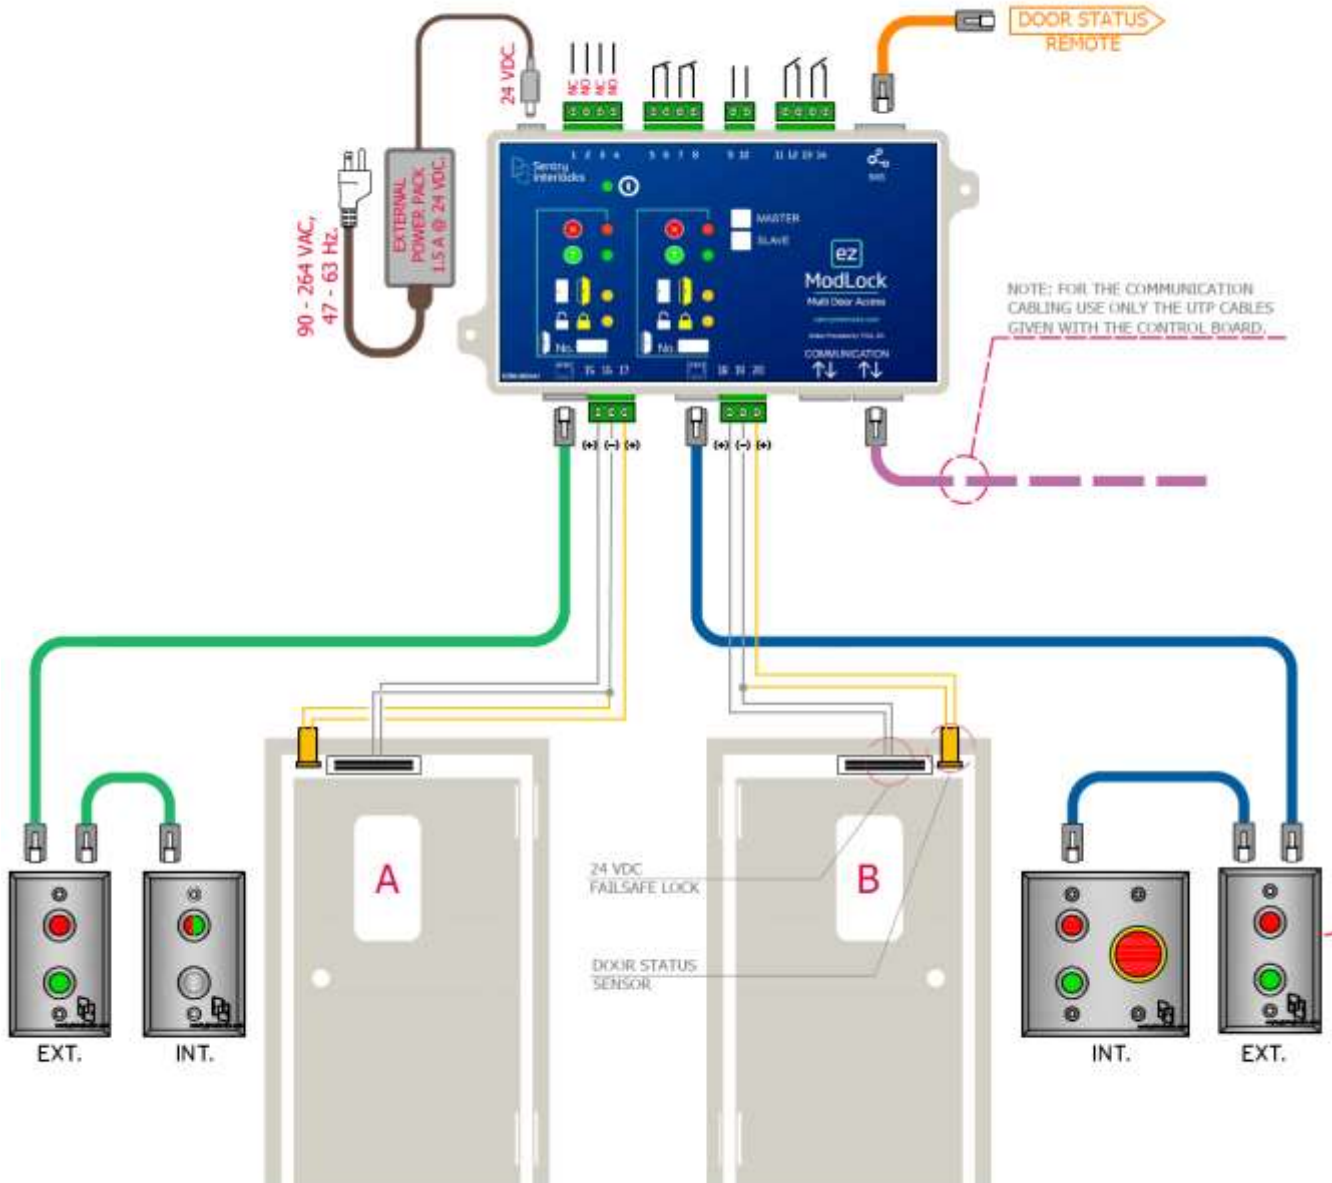 DOOR STATUS
REMOTE
24 VDC.
NC
NO
NC
NO
EXTERNAL
POWER PACK
1.5 A @ 24 VDC.
90 - 264 VAC,
47 - 63 Hz.
1 2 3 4
5 6 7 8
9 10
11 12 13 14
Sentry
Interlocks
MASTER
SLAVE
ez
ModLock
Multi Door Access
COMMUNICATION
No.
No.
15 16 17
18 19 20
(+) (-) (+)
(+) (-) (+)
NOTE: FOR THE COMMUNICATION
CABLING USE ONLY THE UTP CABLES
GIVEN WITH THE CONTROL BOARD.
A
B
24 VDC
FAILSAFE LOCK
DOOR STATUS
SENSOR
EXT.
INT.
INT.
EXT.